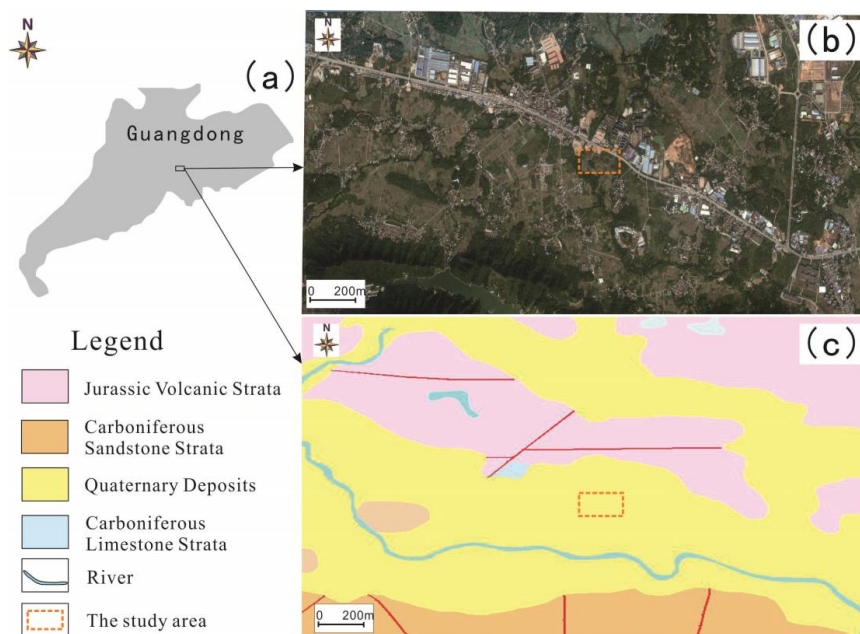 N
(a)
Guangdong
N
(b)
0 200m
Legend
Jurassic Volcanic Strata
Carboniferous
Sandstone Strata
Quaternary Deposits
Carboniferous
Limestone Strata
River
The study area
N
(c)
0 200m